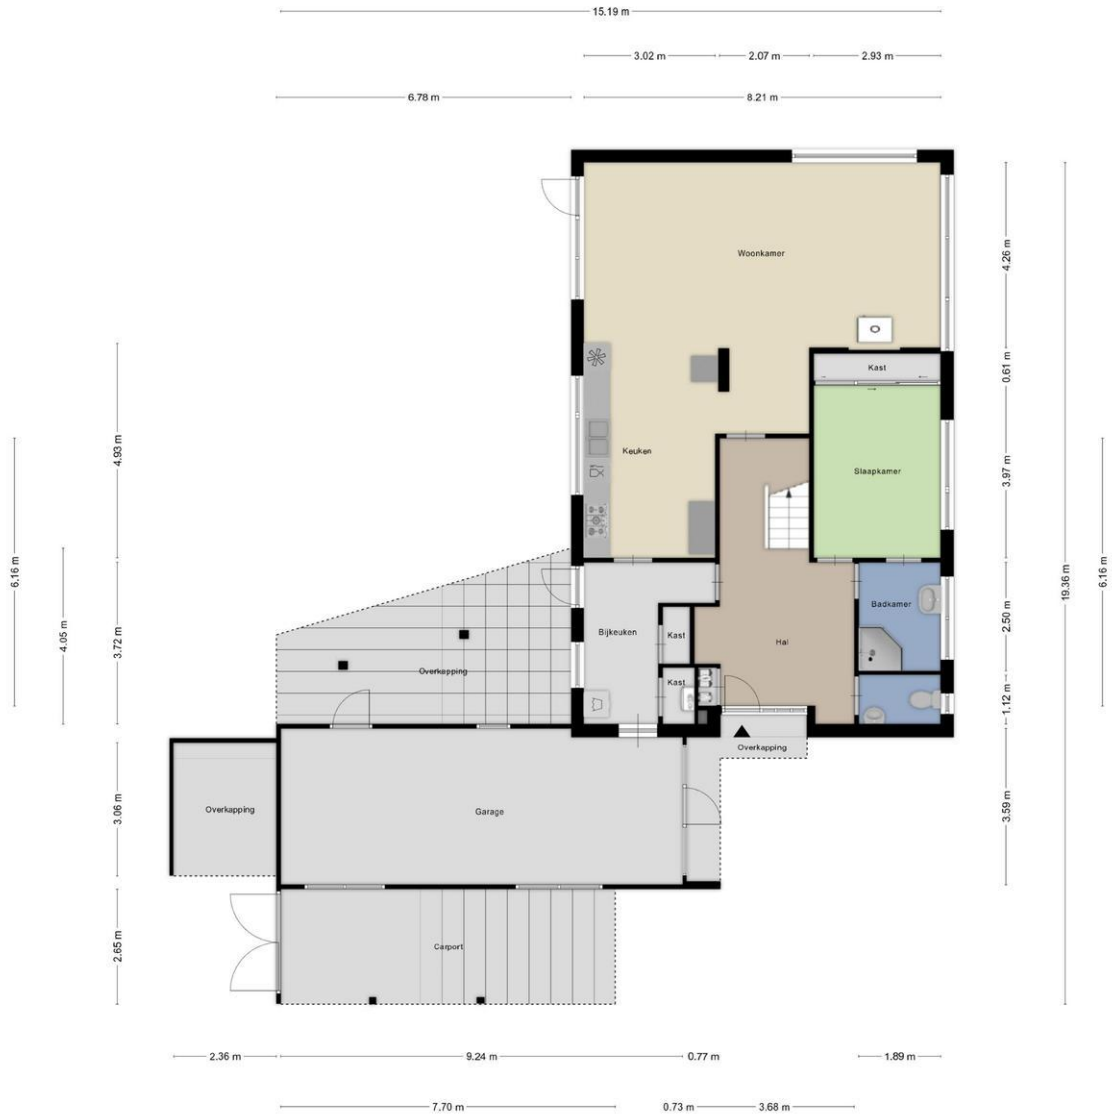 15.19 m
3.02 m
2.07 m
2.93 m
6.78 m
8.21 m
Woonkamer
4.26 m
Kast
0.61 m
4.93 m
Keuken
Slaapkamer
3.97 m
6.16 m
6.16 m
19.36 m
4.05 m
3.72 m
Bijkeuken
Kast
Hal
Badkamer
2.50 m
Overkapping
Kast
1.12 m
Overkapping
3.06 m
Overkapping
Garage
3.59 m
2.65 m
Carport
2.36 m
9.24 m
0.77 m
1.89 m
7.70 m
0.73 m
3.68 m